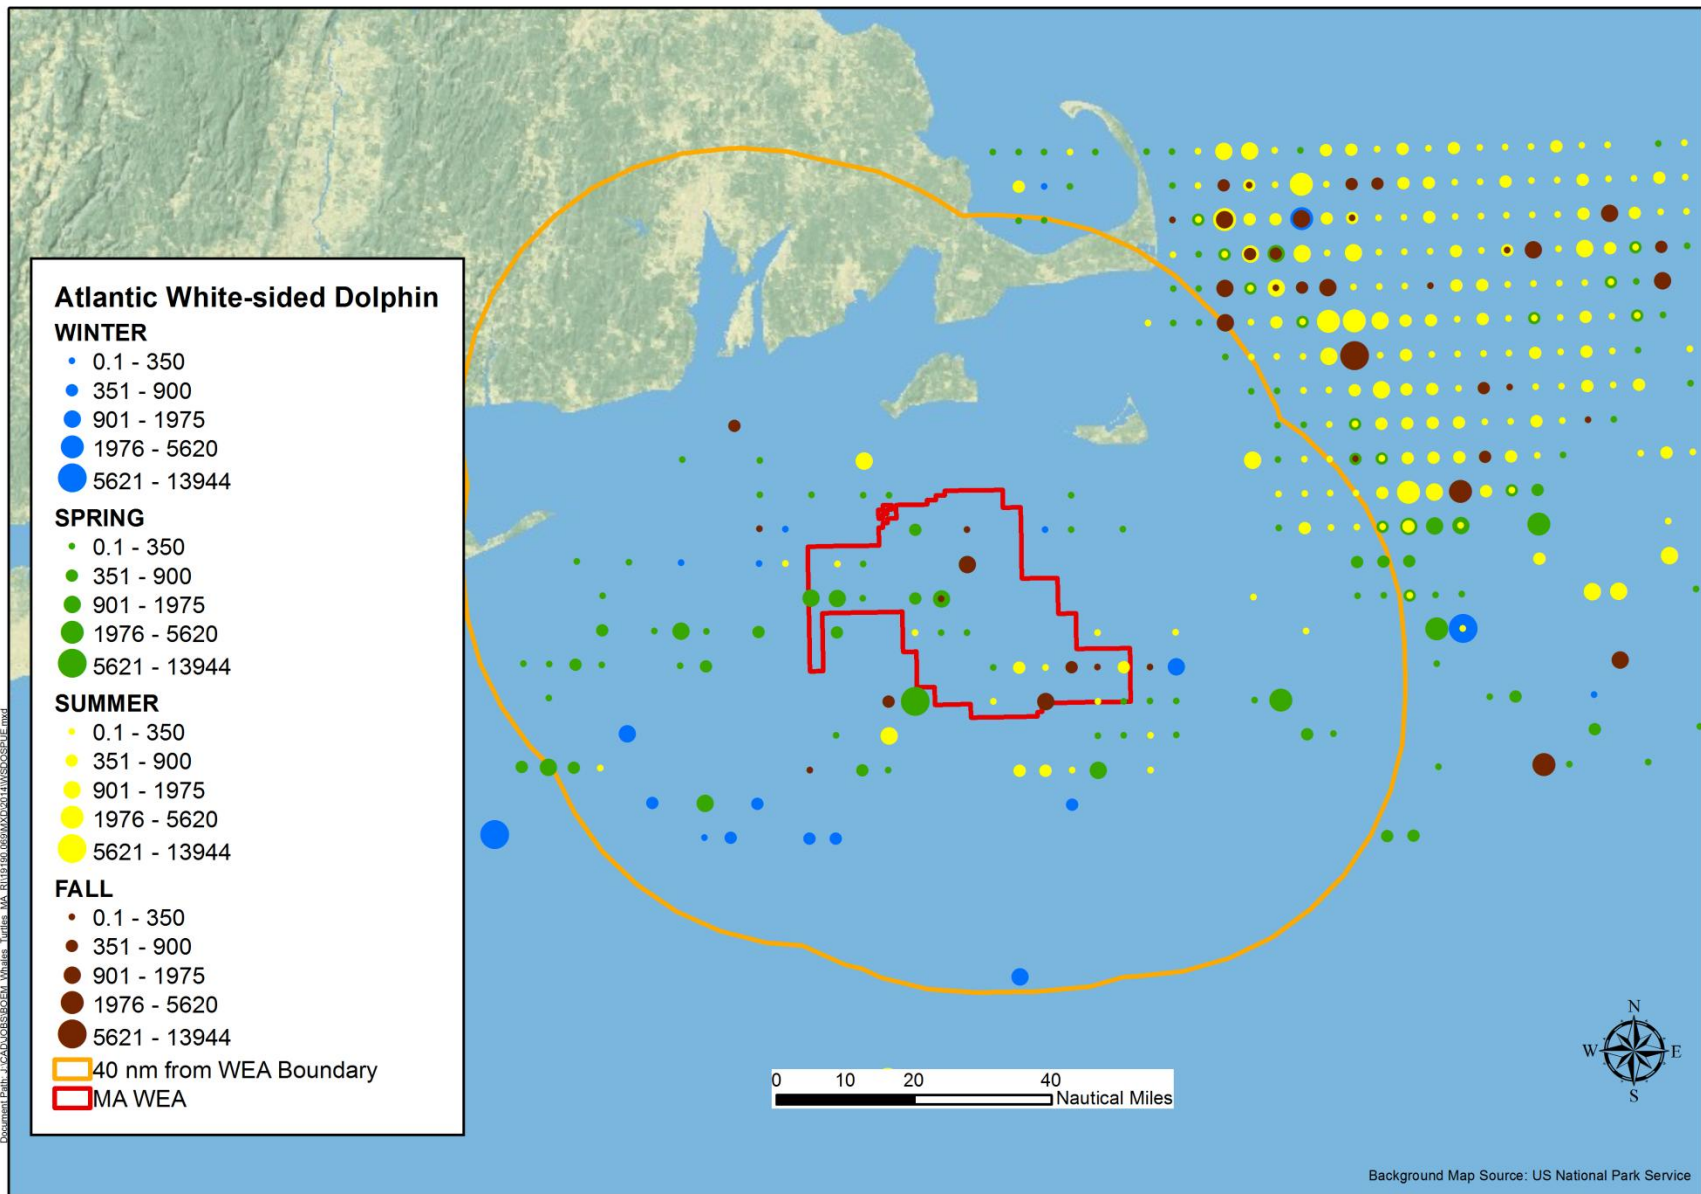 Atlantic White-sided Dolphin
WINTER
0.1 - 350
351 - 900
901 - 1975
1976 - 5620
5621 - 13944
SPRING
0.1 - 350
351 - 900
901 - 1975
1976 - 5620
5621 - 13944
SUMMER
0.1 - 350
351 - 900
901 - 1975
1976 - 5620
5621 - 13944
FALL
0.1 - 350
351 - 900
901 - 1975
1976 - 5620
5621 - 13944
40 nm from WEA Boundary
MA WEA
0 10 20 40
Nautical Miles
N
W E
S
Background Map Source: US National Park Service
Document Path: